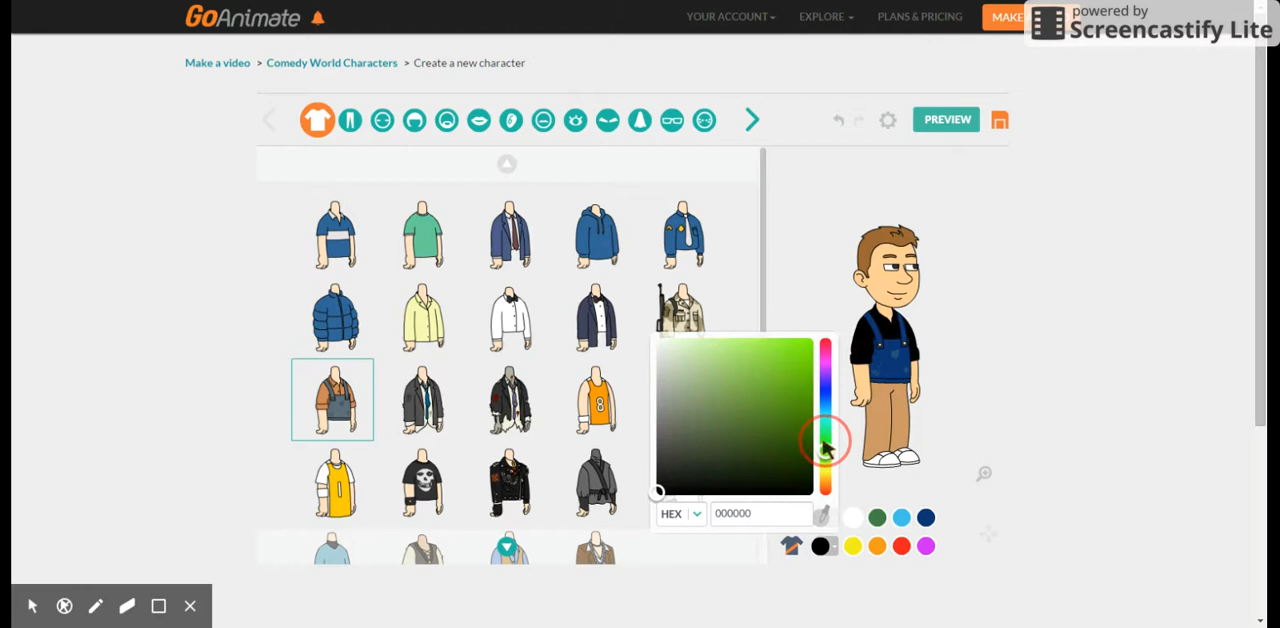 GoAnimate
YOUR ACCOUNT
EXPLORE
PLANS & PRICING
MAKE
powered by
Screencastify Lite
Make a video > Comedy World Characters > Create a new character
PREVIEW
8
1
HEX
000000